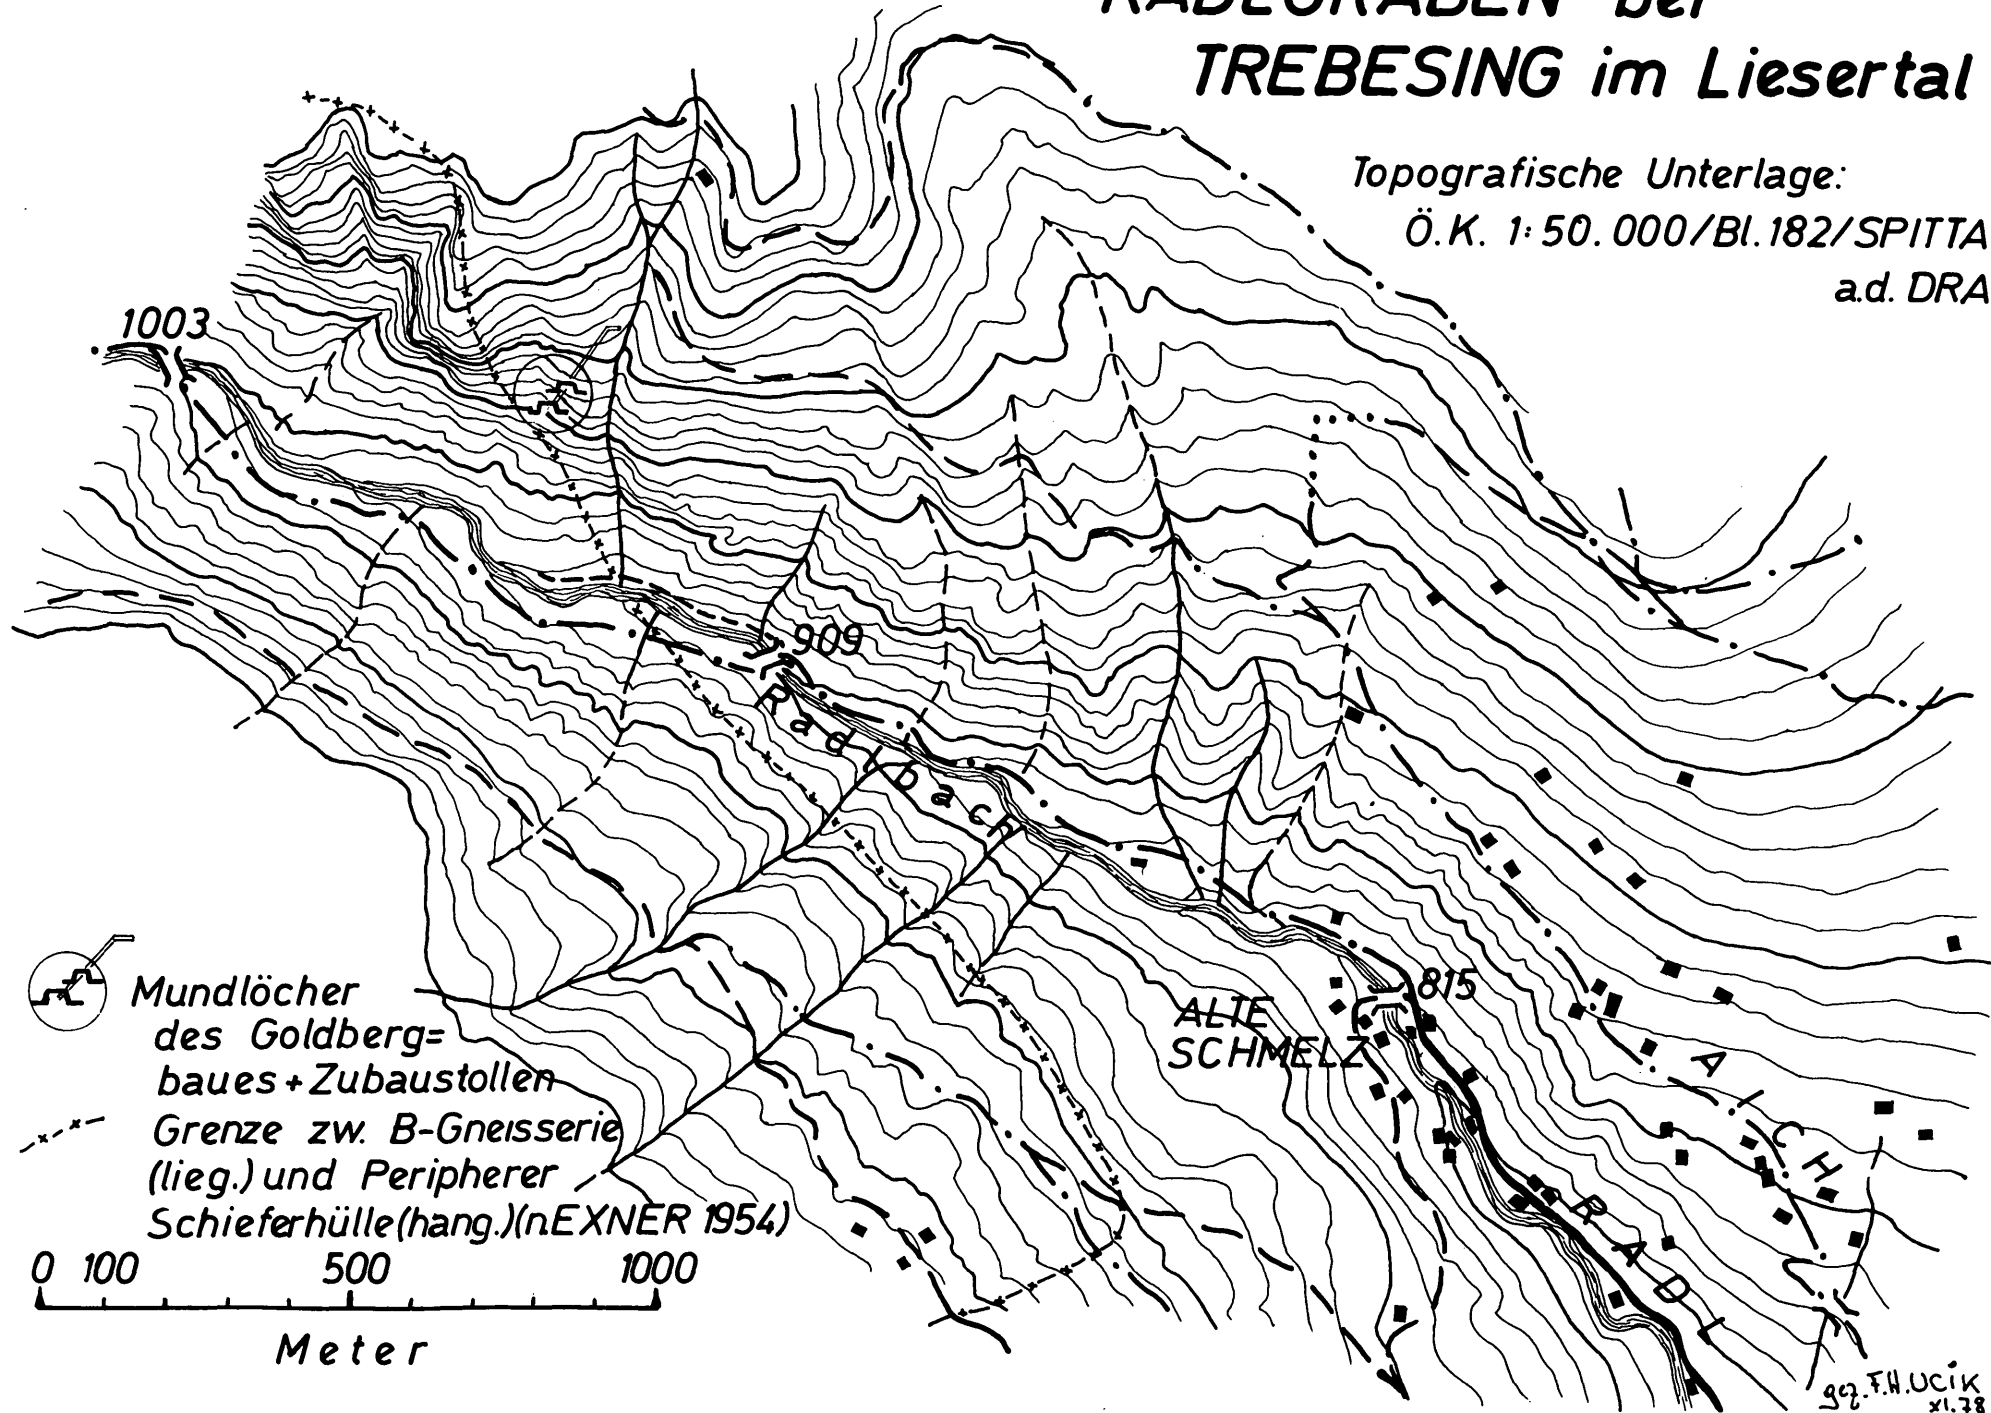 RADLGRABEN bei
TREBESING im Liesertal
Topografische Unterlage:
Ö.K. 1:50.000/Bl.182/SPITTA
a.d. DRA
1003
909
Radlbach
815
ALTE
SCHMELZ
AICH
RADL
Mundlöcher
des Goldberg=
baues + Zubaustollen
Grenze zw. B-Gneisserie
(lieg.) und Peripherer
Schieferhülle (hang.) (n.EXNER 1954)
0 100 500 1000
Meter
gez. F.H.UCIK
XI.78